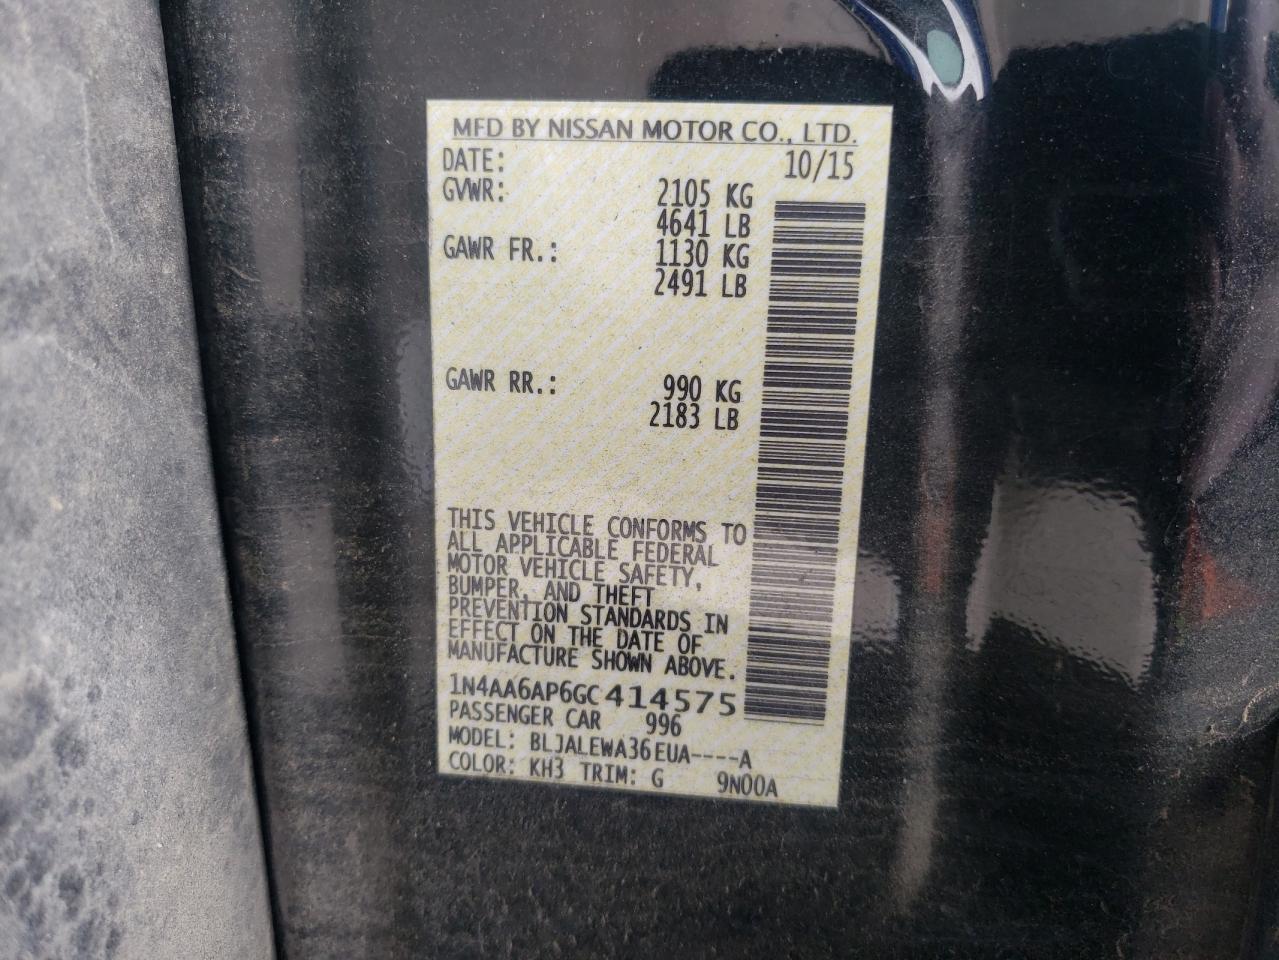 MFD BY NISSAN MOTOR CO., LTD.
DATE: 10/15
GVWR: 2105 KG
4641 LB
GAWR FR.: 1130 KG
2491 LB
GAWR RR.: 990 KG
2183 LB
THIS VEHICLE CONFORMS TO
ALL APPLICABLE FEDERAL
MOTOR VEHICLE SAFETY,
BUMPER, AND THEFT
PREVENTION STANDARDS IN
EFFECT ON THE DATE OF
MANUFACTURE SHOWN ABOVE.
1N4AA6AP6GC414575
PASSENGER CAR 996
MODEL: BLJALEWA36EUA----A
COLOR: KH3 TRIM: G 9N00A